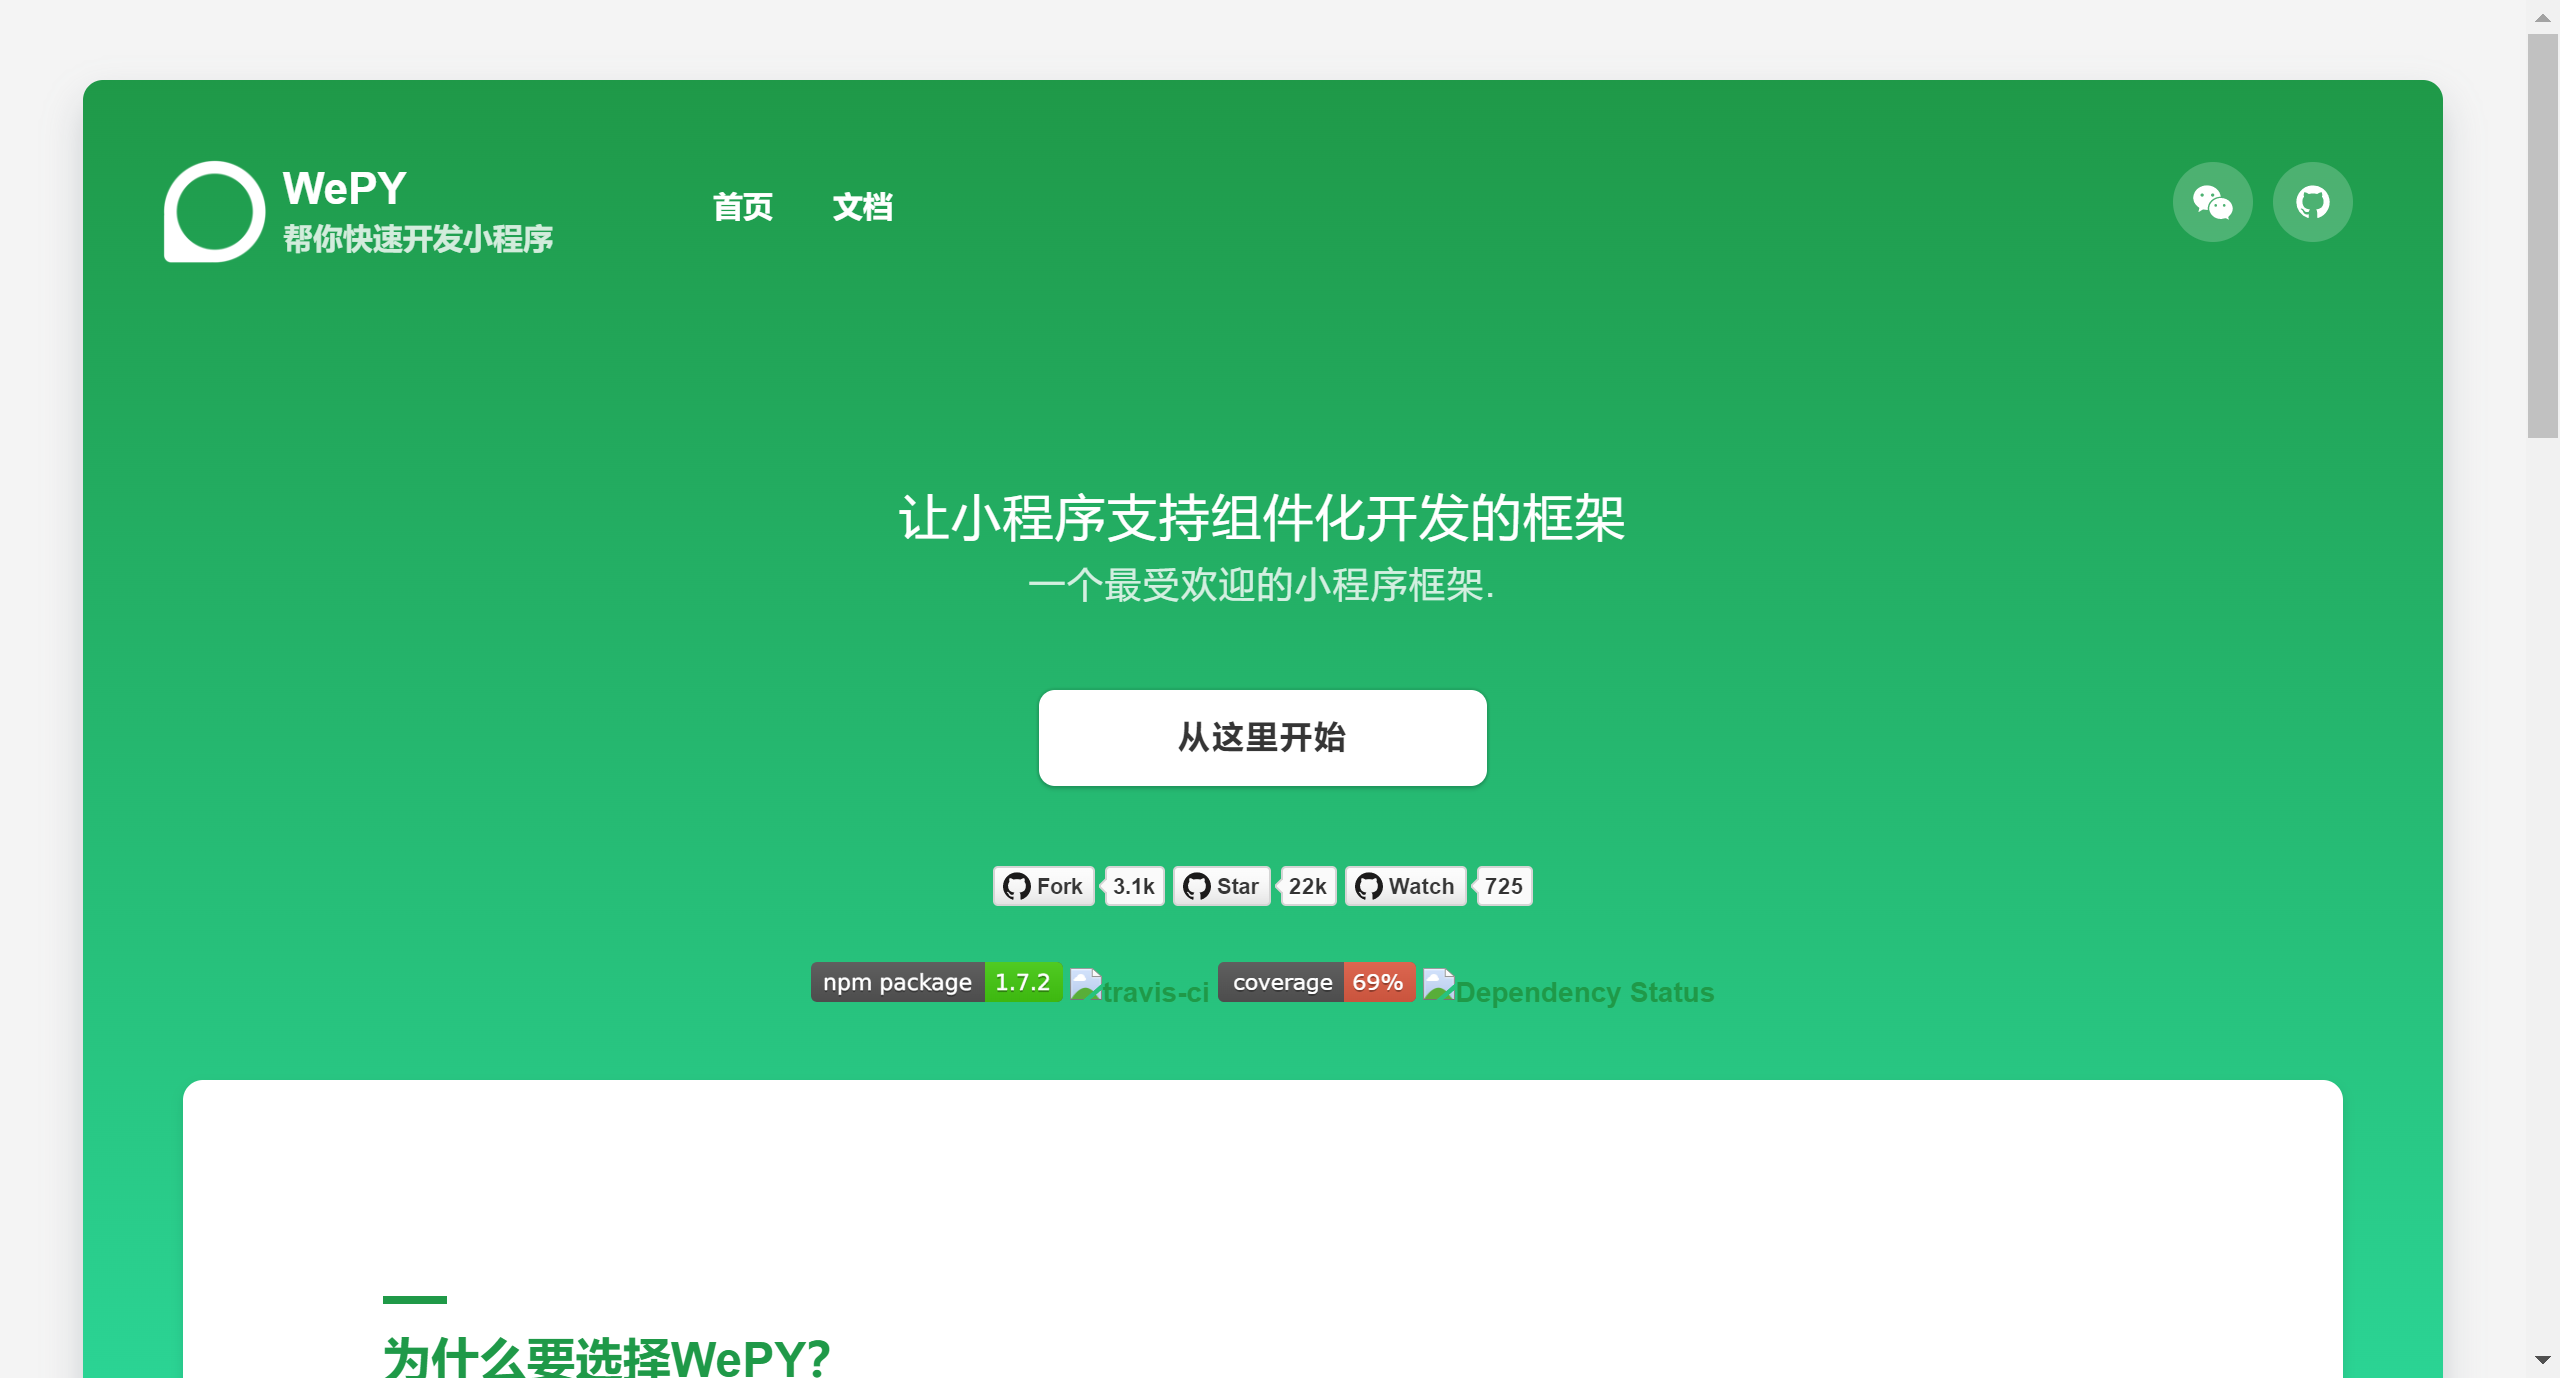 WePY
帮你快速开发小程序
首页 文档
让小程序支持组件化开发的框架
一个最受欢迎的小程序框架.
从这里开始
Fork 3.1k Star 22k Watch 725
npm package 1.7.2 travis-ci coverage 69% Dependency Status
为什么要选择WePY?